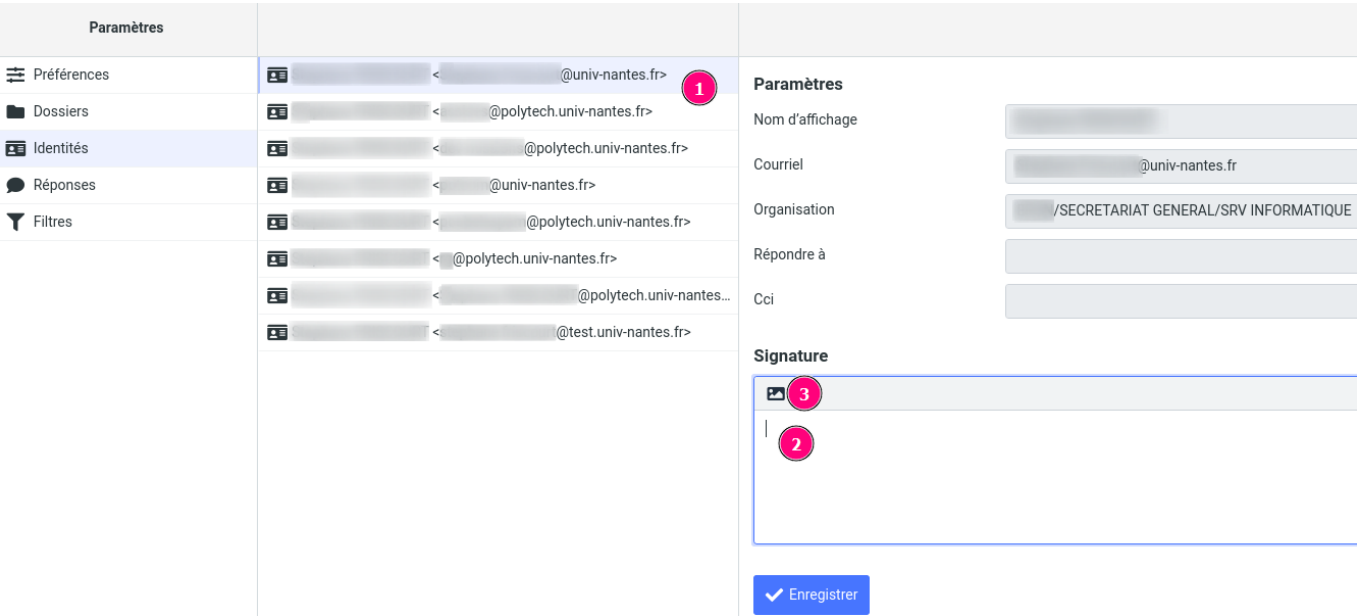 Paramètres
Préférences
Dossiers
Identités
Réponses
Filtres
< @univ-nantes.fr>
1
< @polytech.univ-nantes.fr>
< @polytech.univ-nantes.fr>
< @univ-nantes.fr>
< @polytech.univ-nantes.fr>
< @polytech.univ-nantes.fr>
< @polytech.univ-nantes...
< @test.univ-nantes.fr>
Paramètres
Nom d'affichage
Courriel @univ-nantes.fr
Organisation /SECRETARIAT GENERAL/SRV INFORMATIQUE
Répondre à
Cci
Signature
3
2
Enregistrer